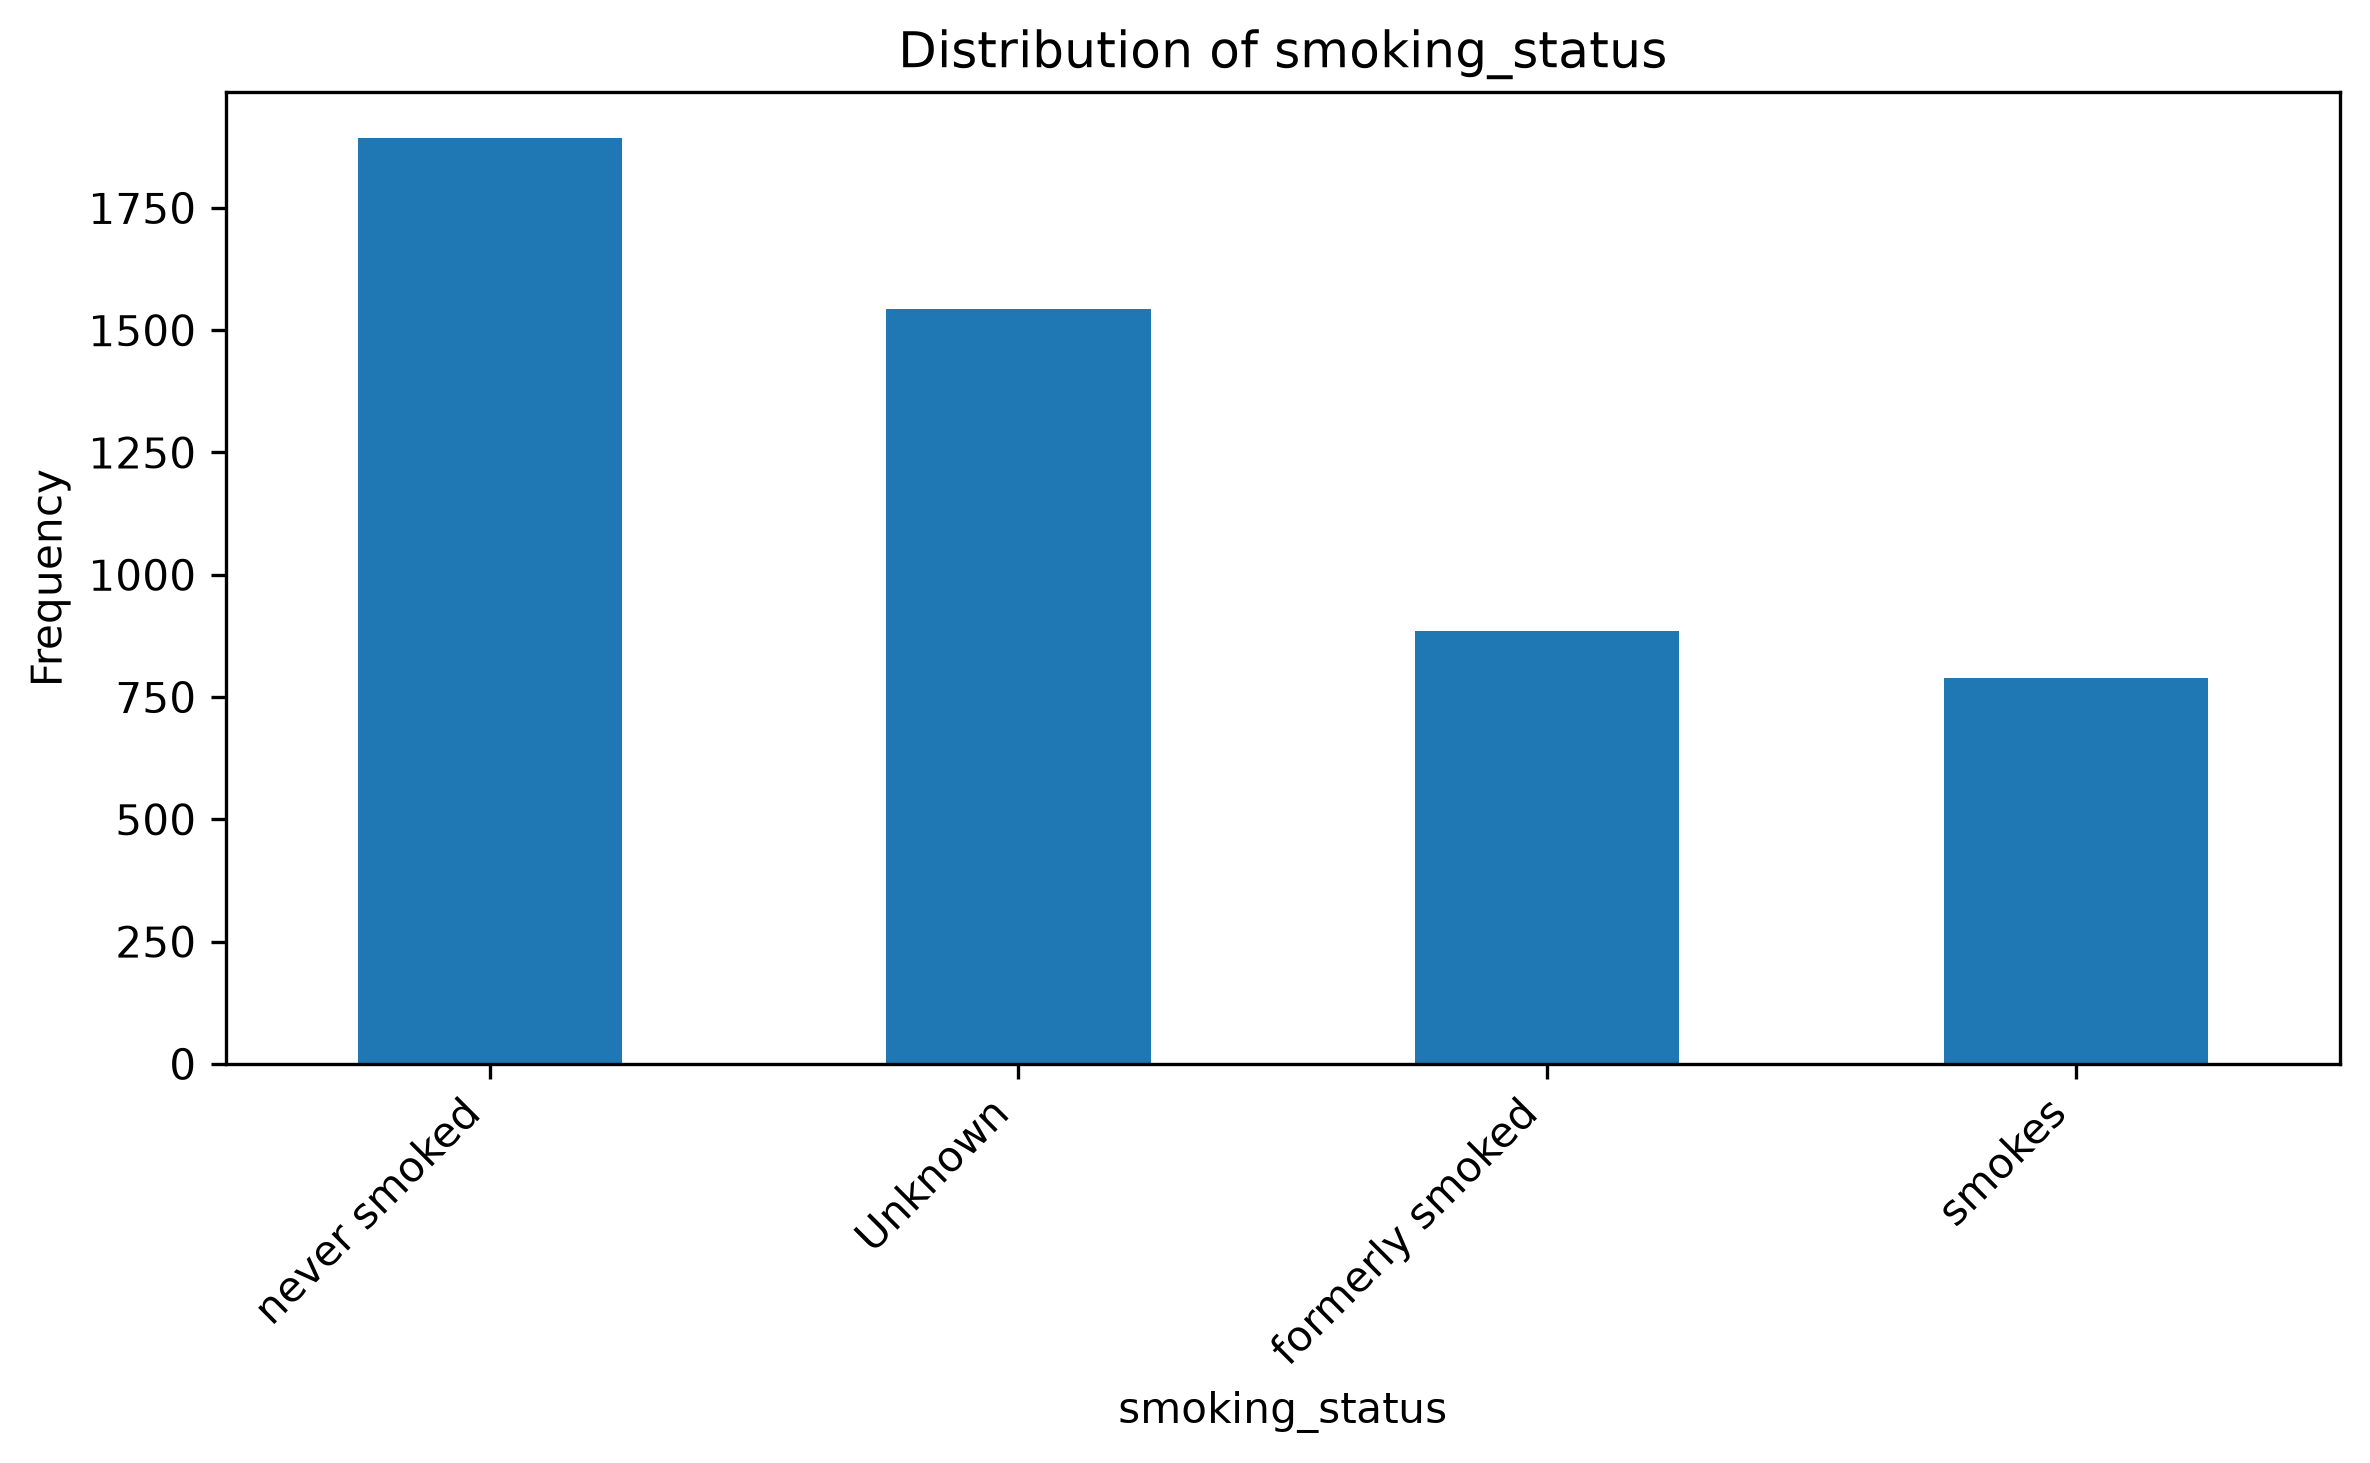 Distribution of smoking_status
Frequency
1750
1500
1250
1000
750
500
250
0
never smoked
Unknown
formerly smoked
smokes
smoking_status